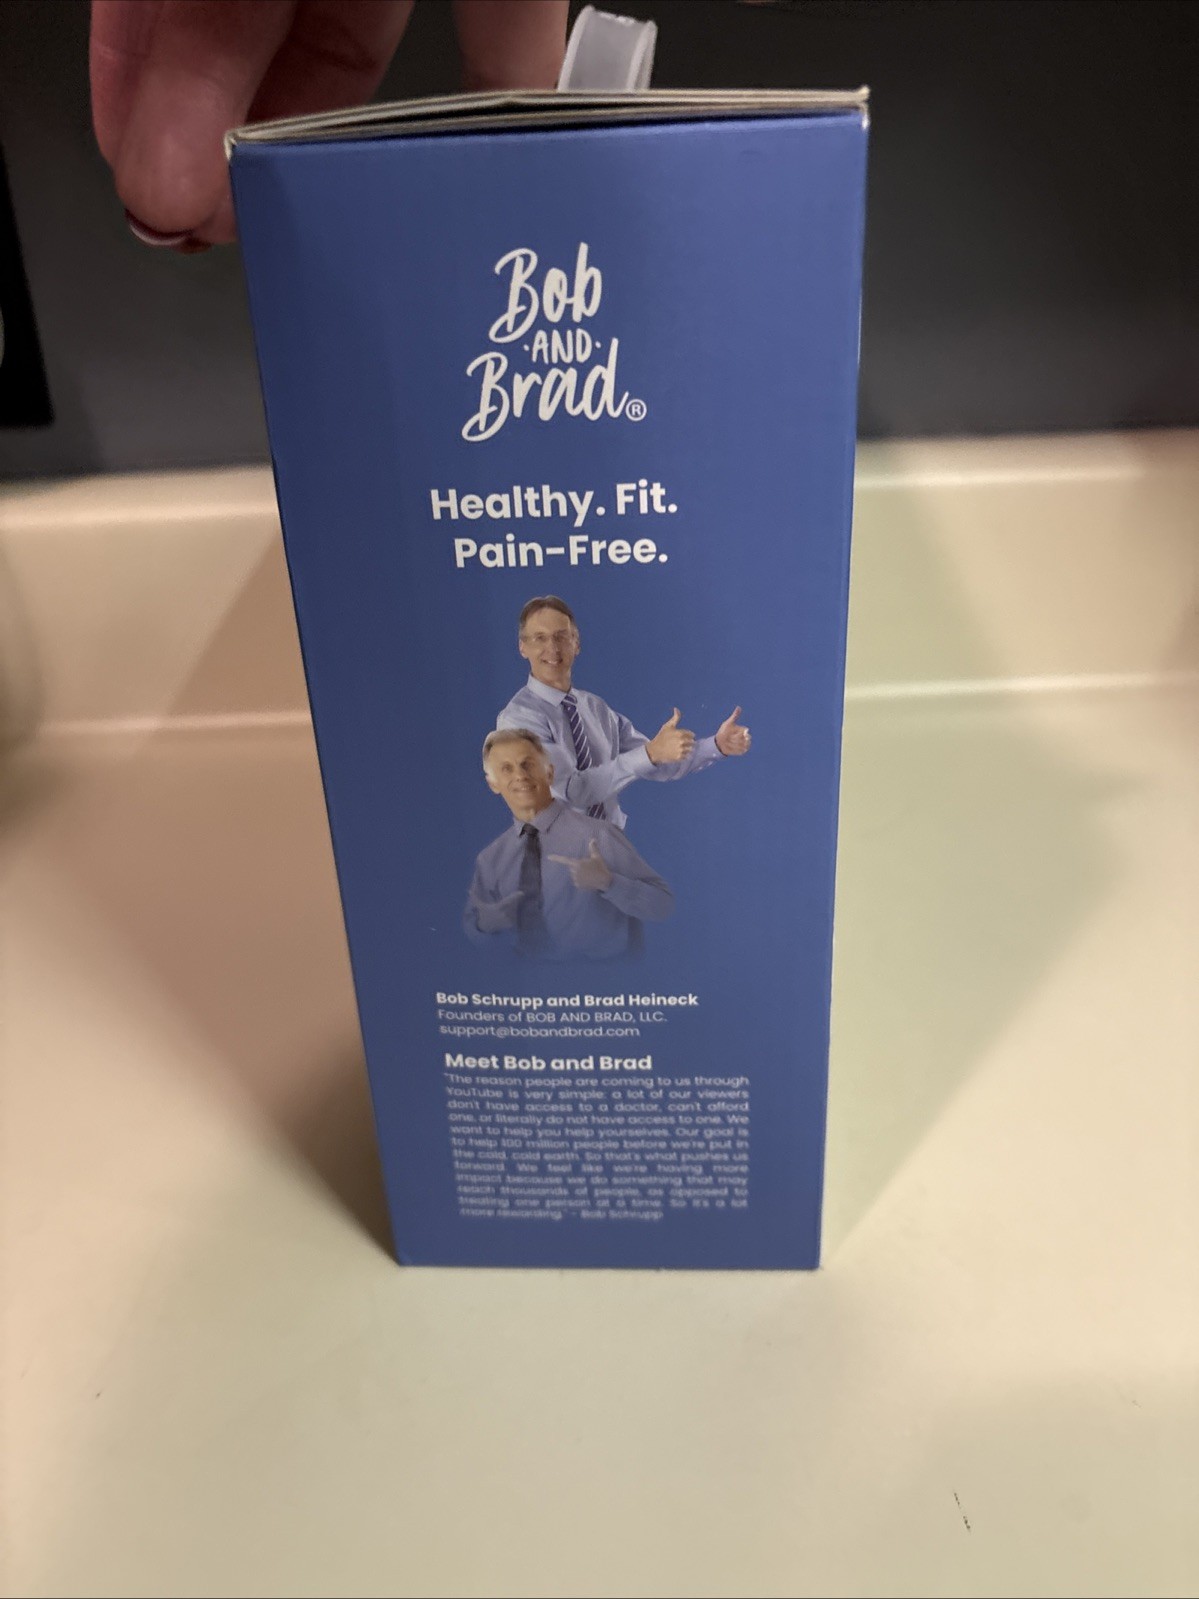 Bob
·AND·
Brad®
Healthy. Fit.
Pain-Free.
Bob Schrupp and Brad Heineck
Founders of BOB AND BRAD, LLC.
support@bobandbrad.com
Meet Bob and Brad
"The reason people are coming to us through
YouTube is very simple: a lot of our viewers
don't have access to a doctor, can't afford
one, or literally do not have access to one. We
want to help you help yourselves. Our goal is
to help 100 million people before we're put in
the cold, cold earth. So that's what pushes us
forward. We feel like we're having more
impact because we do something that may
reach thousands of people, as opposed to
treating one person at a time. So it's a lot
more rewarding." - Bob Schrupp